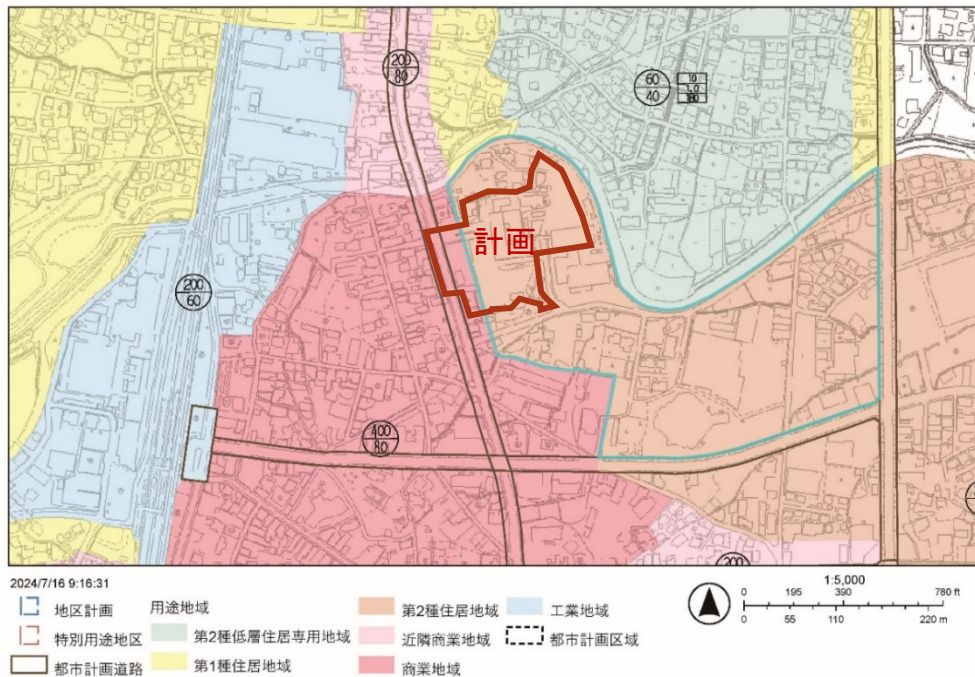 200
80
60
40
10
1.0
計画
200
60
400
80
200
2024/7/16 9:16:31
地区計画
用途地域
第2種住居地域
工業地域
特別用途地区
第2種低層住居専用地域
近隣商業地域
都市計画区域
都市計画道路
第1種住居地域
商業地域
1:5,000
0 195 390 780 ft
0 55 110 220 m